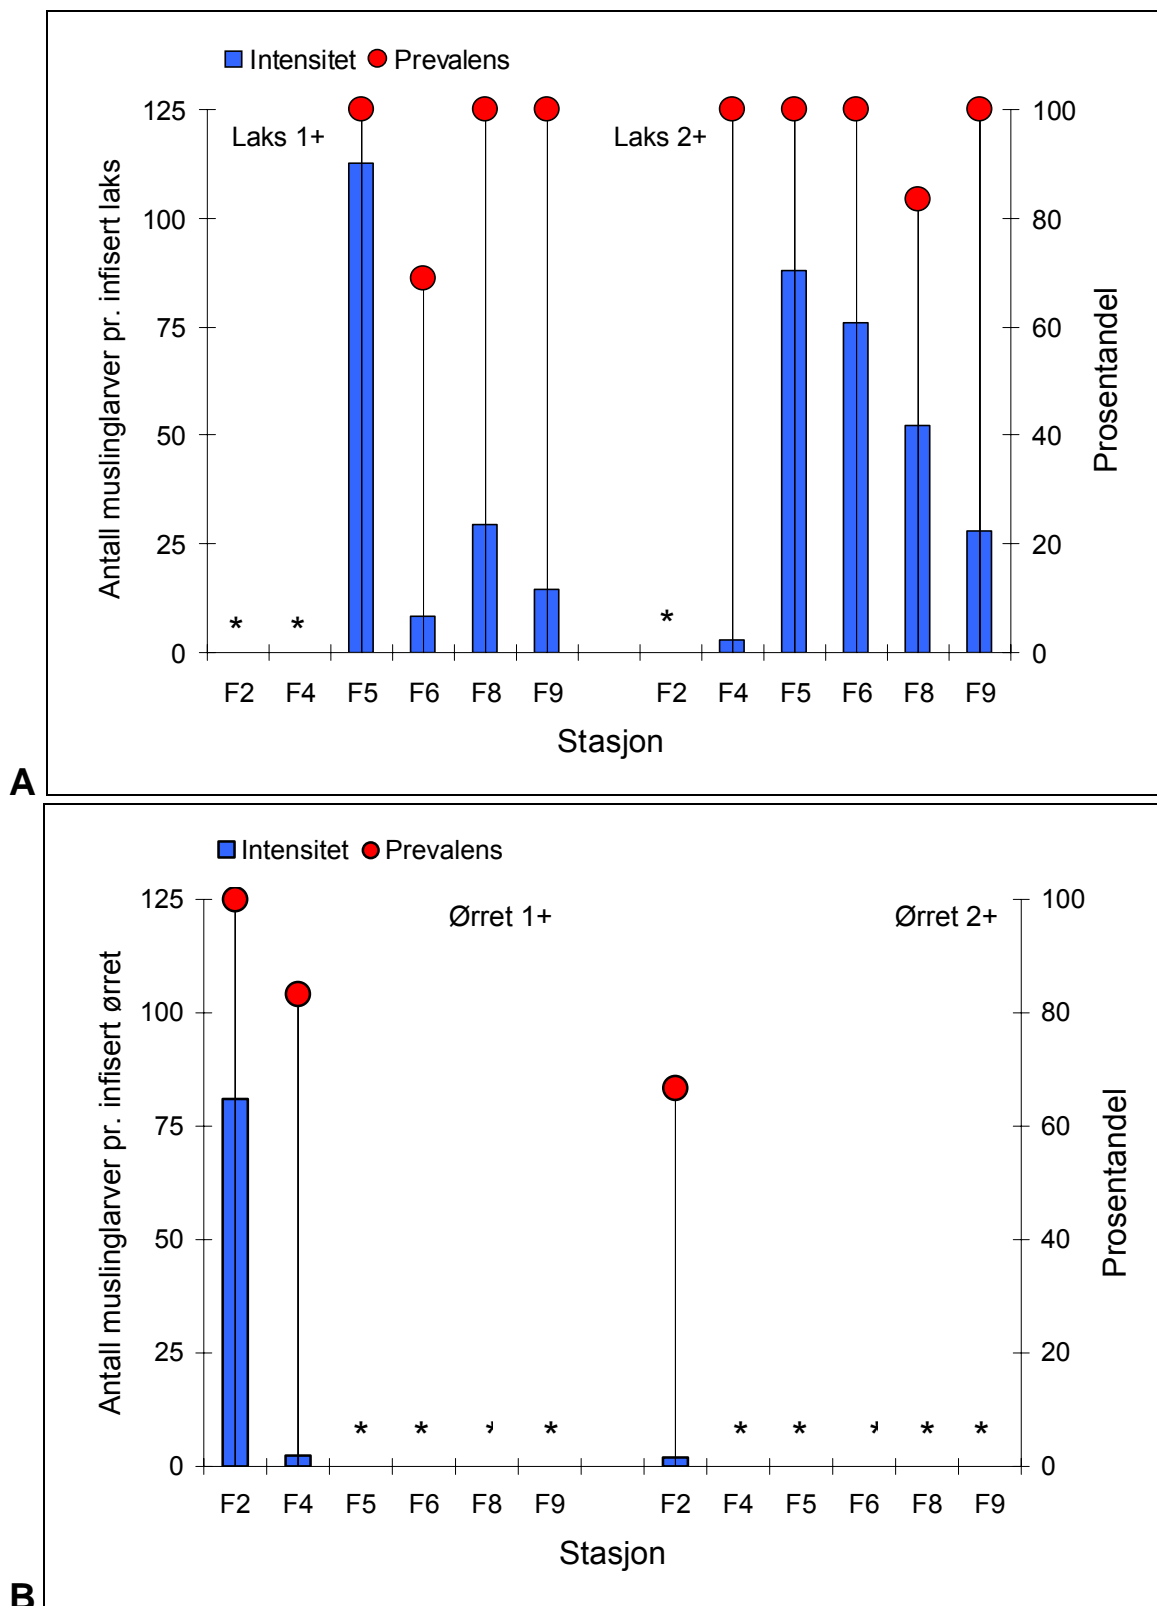 Intensitet Prevalens
Laks 1+ Laks 2+
Antall muslinglarver pr. infisert laks
125
100
75
50
25
0
100
80
60
40
20
0
Prosentandel
* * *
F2 F4 F5 F6 F8 F9 F2 F4 F5 F6 F8 F9
Stasjon
A
Intensitet Prevalens
Ørret 1+ Ørret 2+
Antall muslinglarver pr. infisert ørret
125
100
75
50
25
0
100
80
60
40
20
0
Prosentandel
* * * * * * * * *
F2 F4 F5 F6 F8 F9 F2 F4 F5 F6 F8 F9
Stasjon
B